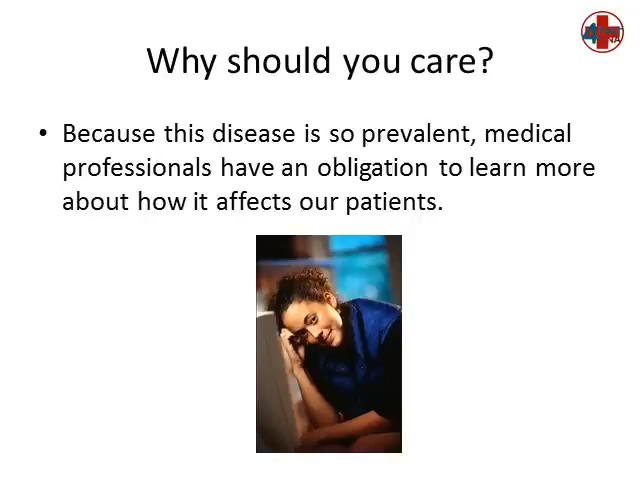 Why should you care?
• Because this disease is so prevalent, medical
professionals have an obligation to learn more
about how it affects our patients.